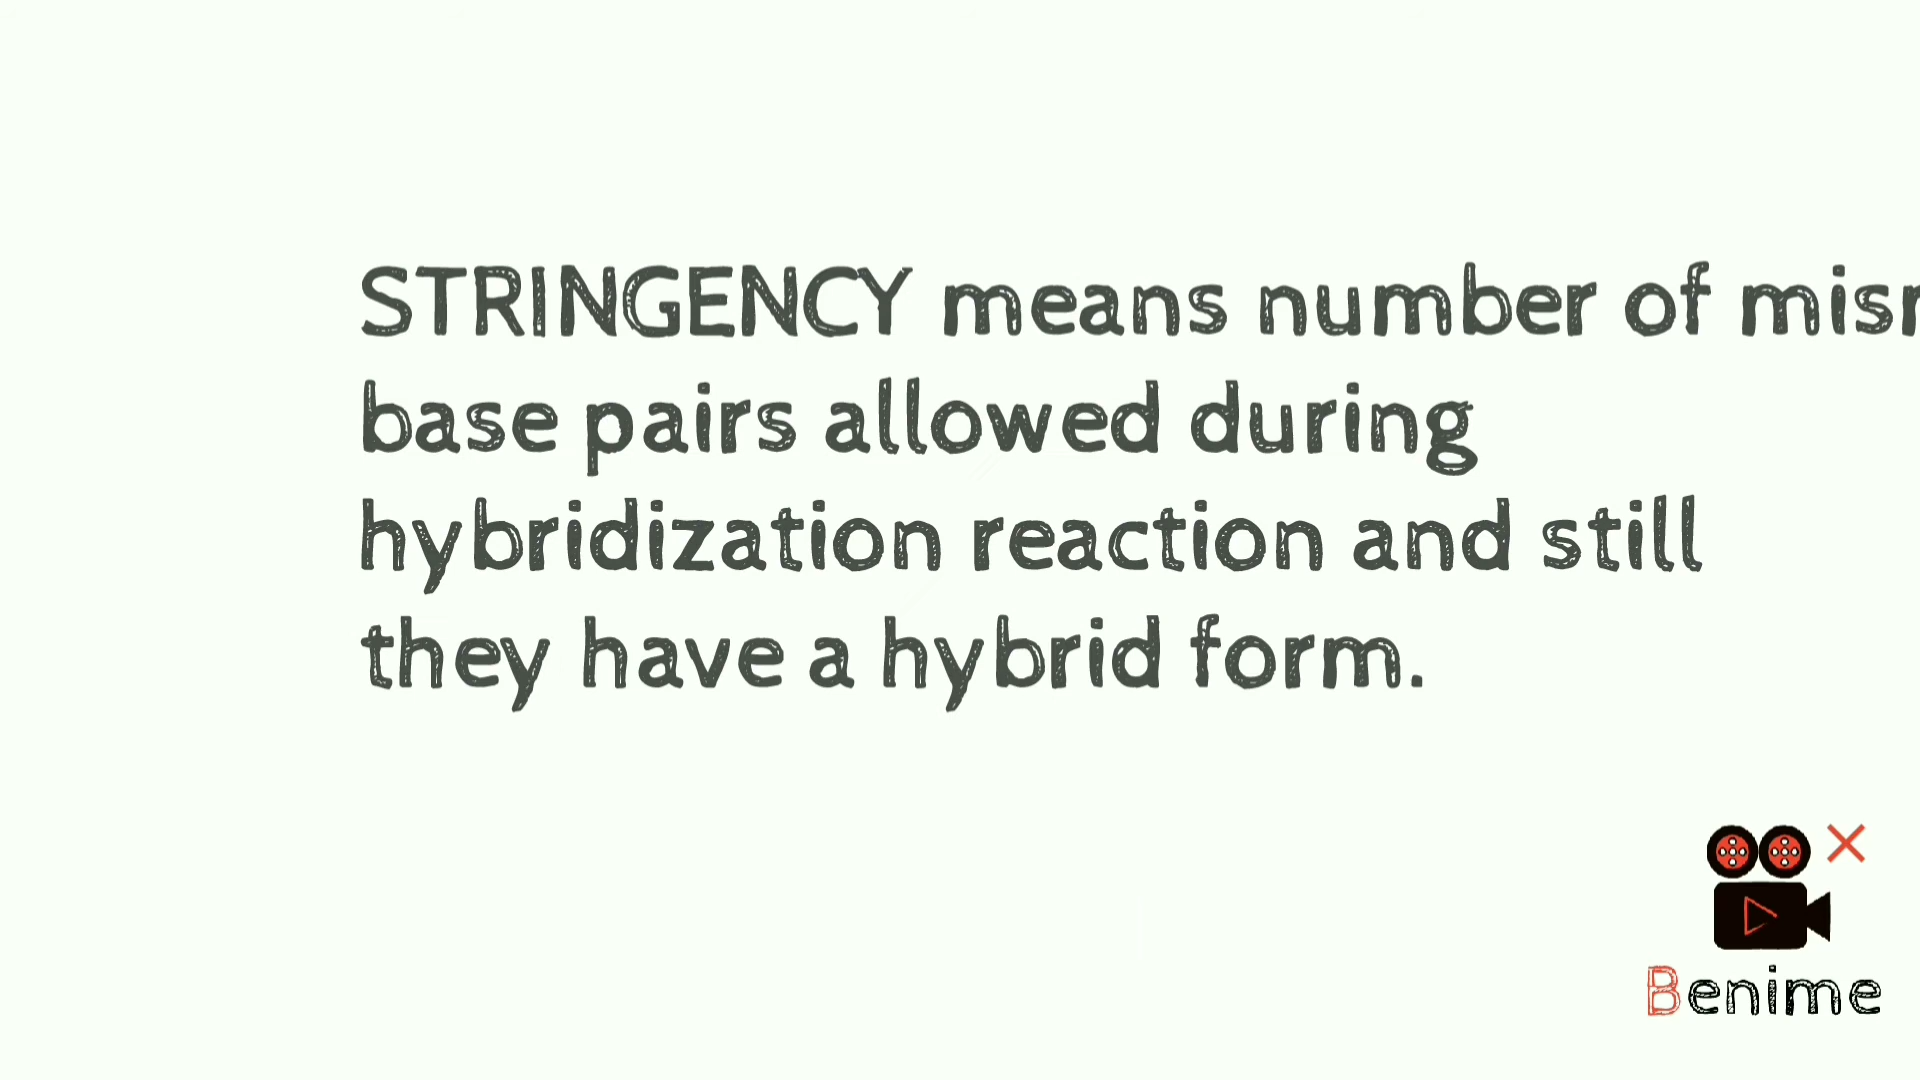 STRINGENCY means number of
base pairs allowed during
hybridization reaction and still
they have a hybrid form.
Benime